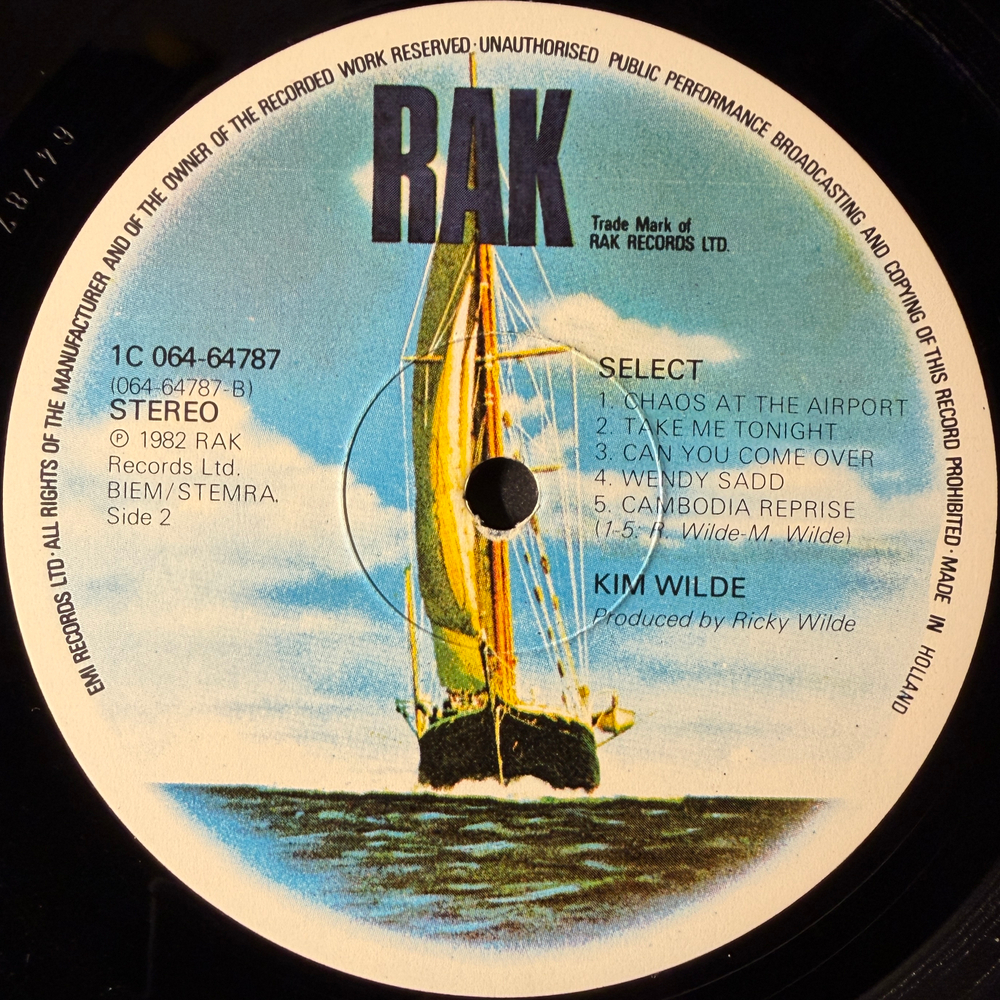 EMI RECORDS LTD · ALL RIGHTS OF THE MANUFACTURER AND OF THE OWNER OF THE RECORDED WORK RESERVED · UNAUTHORISED PUBLIC PERFORMANCE BROADCASTING AND COPYING OF THIS RECORD PROHIBITED · MADE IN HOLLAND
RAK
Trade Mark of
RAK RECORDS LTD.
1C 064-64787
(064-64787-B)
STEREO
℗ 1982 RAK
Records Ltd.
BIEM/STEMRA.
Side 2
SELECT
1. CHAOS AT THE AIRPORT
2. TAKE ME TONIGHT
3. CAN YOU COME OVER
4. WENDY SADD
5. CAMBODIA REPRISE
(1-5: R. Wilde-M. Wilde)
KIM WILDE
Produced by Ricky Wilde